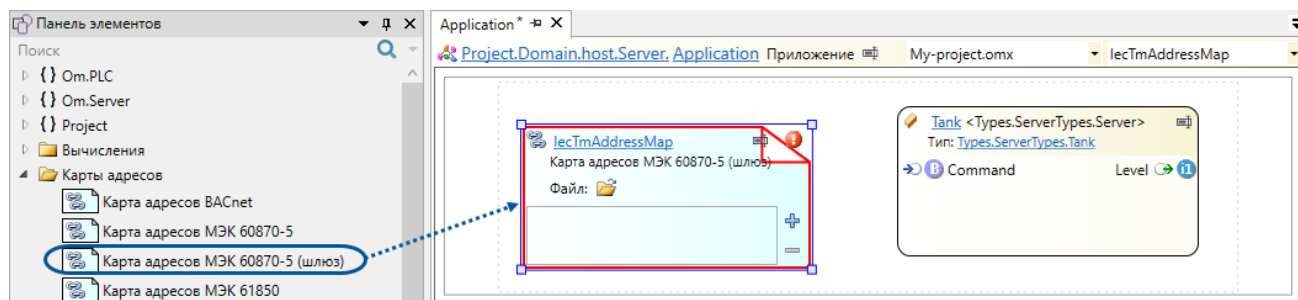 Панель элементов
Поиск
{ } Om.PLC
{ } Om.Server
{ } Project
Вычисления
Карты адресов
Карта адресов BACnet
Карта адресов МЭК 60870-5
Карта адресов МЭК 60870-5 (шлюз)
Карта адресов МЭК 61850
Application*
Project.Domain.host.Server. Application Приложение My-project.omx IecTmAddressMap
IecTmAddressMap
Карта адресов МЭК 60870-5 (шлюз)
Файл:
Tank <Types.ServerTypes.Server>
Тип: Types.ServerTypes.Tank
B Command Level i1